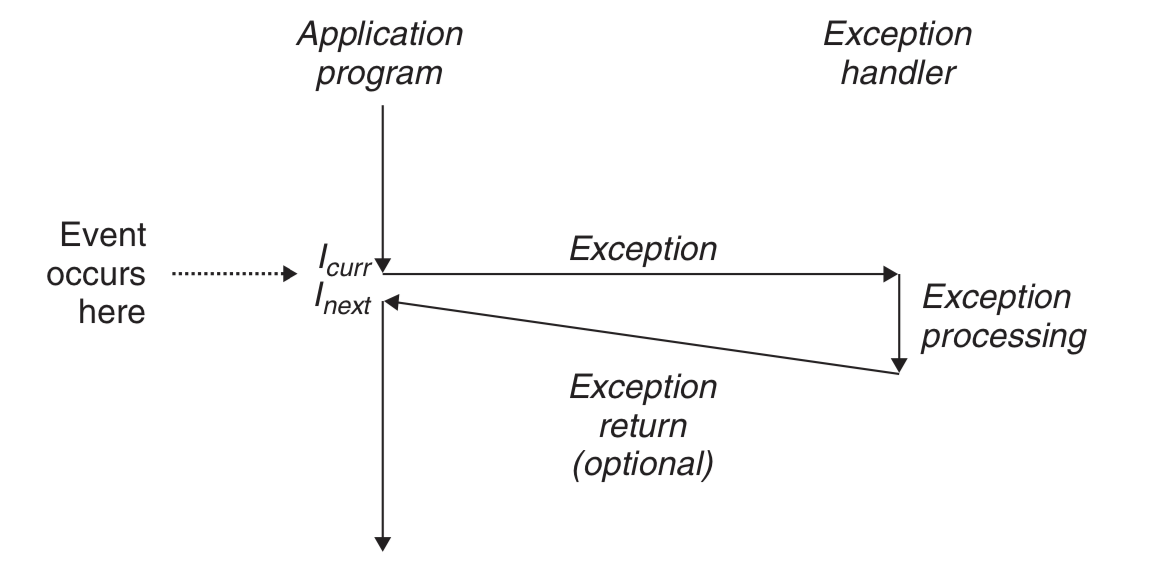 Application
program
Exception
handler
Event
occurs
here
Icurr
Inext
Exception
Exception
processing
Exception
return
(optional)